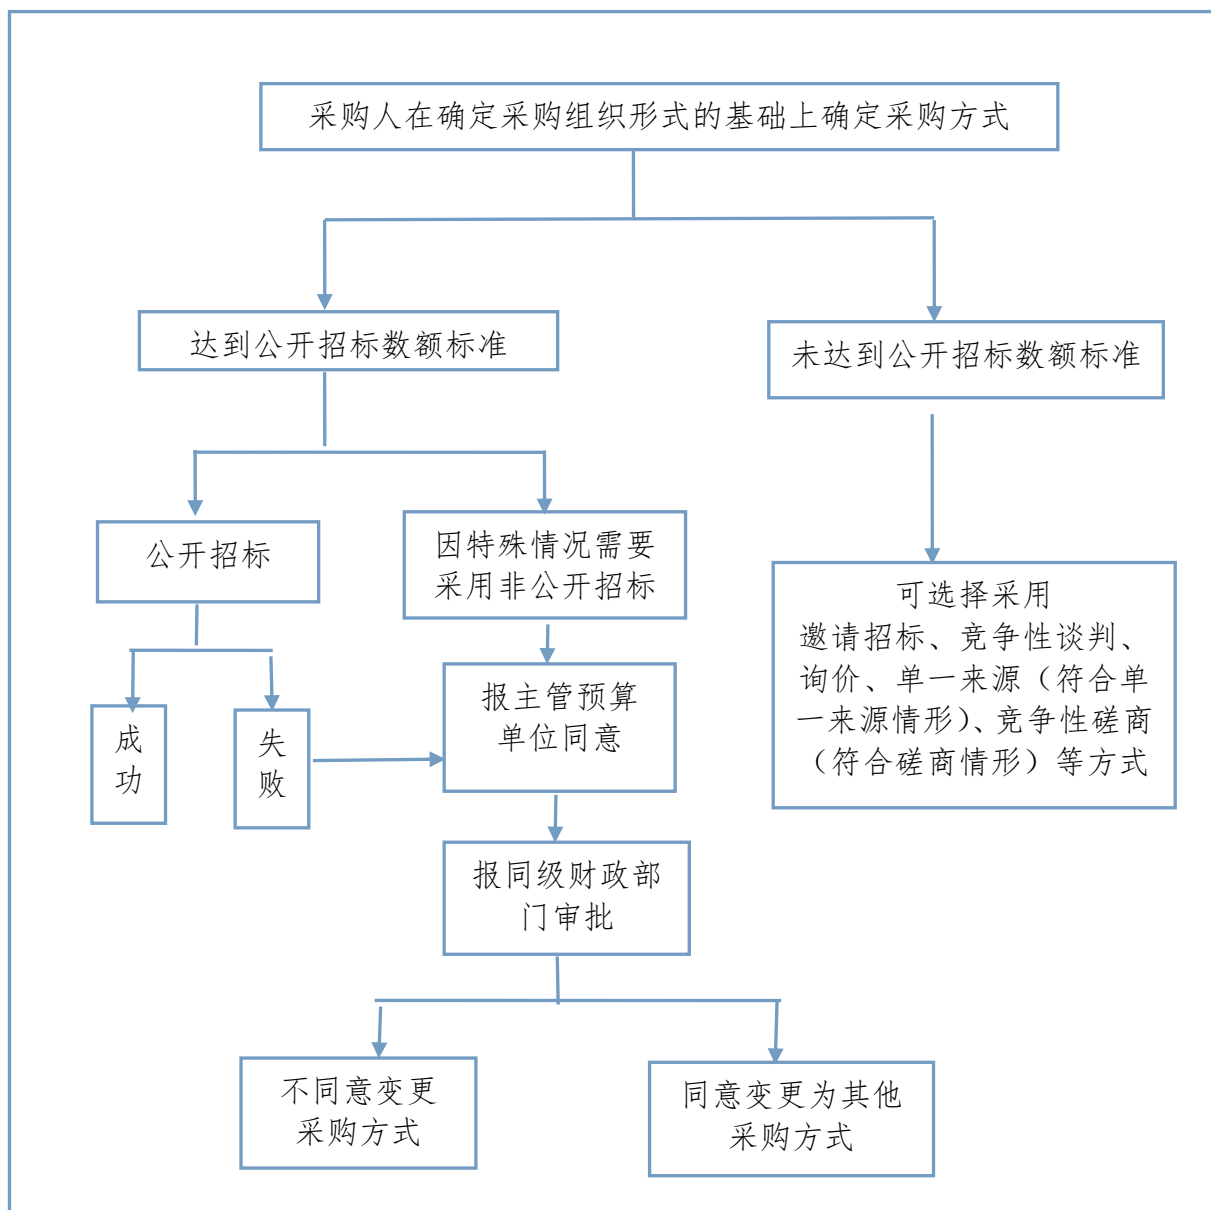 采购人在确定采购组织形式的基础上确定采购方式
达到公开招标数额标准
未达到公开招标数额标准
公开招标
因特殊情况需要
采用非公开招标
可选择采用
邀请招标、竞争性谈判、
询价、单一来源（符合单
一来源情形）、竞争性磋商
（符合磋商情形）等方式
成
功
失
败
报主管预算
单位同意
报同级财政部
门审批
不同意变更
采购方式
同意变更为其他
采购方式